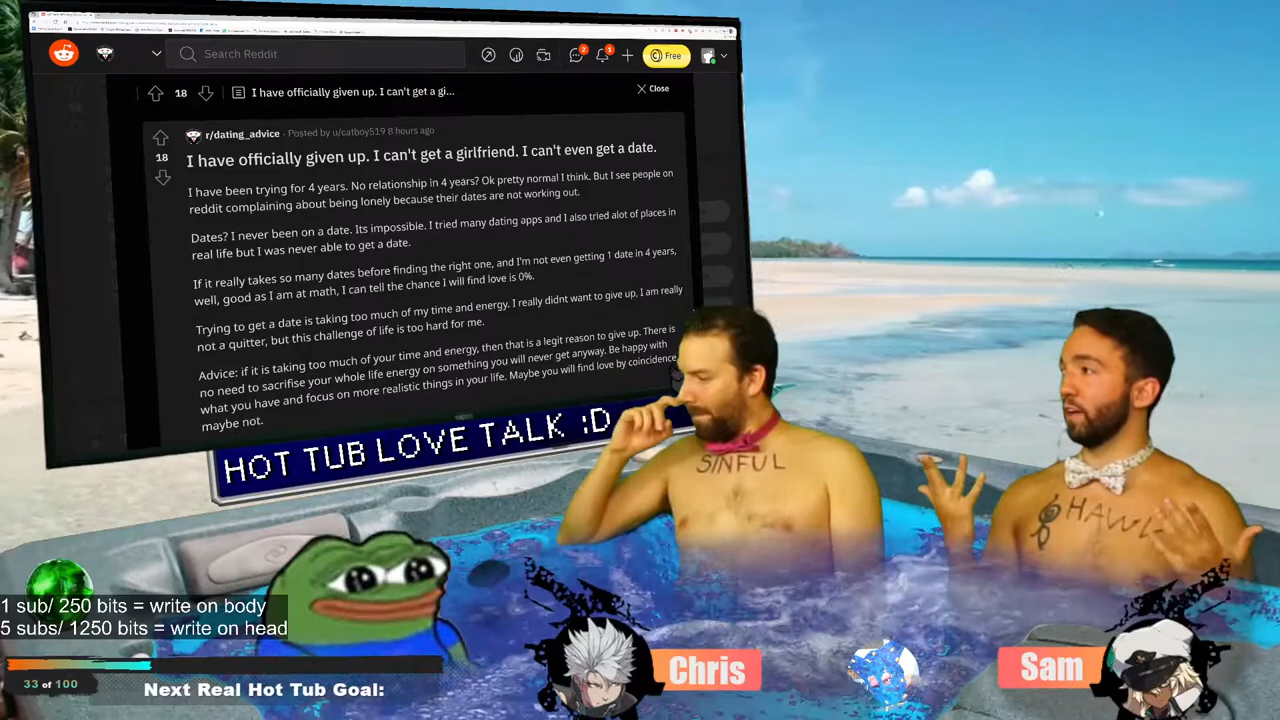 Search Reddit
2
1
Free
18
I have officially given up. I can't get a gi...
Close
r/dating_advice · Posted by u/catboy519 8 hours ago
18
I have officially given up. I can't get a girlfriend. I can't even get a date.
I have been trying for 4 years. No relationship in 4 years? Ok pretty normal I think. But I see people on
reddit complaining about being lonely because their dates are not working out.
Dates? I never been on a date. Its impossible. I tried many dating apps and I also tried alot of places in
real life but I was never able to get a date.
If it really takes so many dates before finding the right one, and I'm not even getting 1 date in 4 years,
well, good as I am at math, I can tell the chance I will find love is 0%.
Trying to get a date is taking too much of my time and energy. I really didnt want to give up, I am really
not a quitter, but this challenge of life is too hard for me.
Advice: if it is taking too much of your time and energy, then that is a legit reason to give up. There is
no need to sacrifise your whole life energy on something you will never get anyway. Be happy with
what you have and focus on more realistic things in your life. Maybe you will find love by coincidence,
maybe not.
HOT TUB LOVE TALK :D
SINFUL
HAWL
1 sub/ 250 bits = write on body
5 subs/ 1250 bits = write on head
33 of 100
Next Real Hot Tub Goal:
Chris
Sam